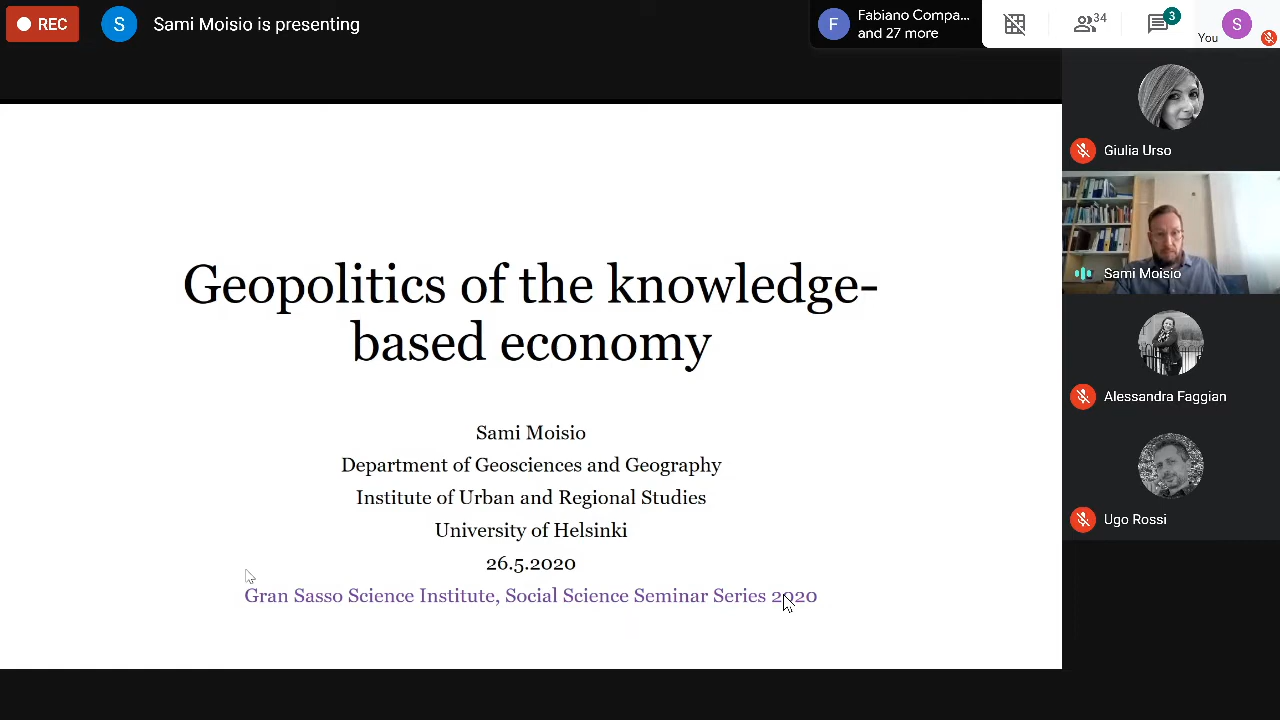 REC
S
Sami Moisio is presenting
F
Fabiano Compa...
and 27 more
34
3
You
S
Giulia Urso
Sami Moisio
Alessandra Faggian
Ugo Rossi
Geopolitics of the knowledge-
based economy
Sami Moisio
Department of Geosciences and Geography
Institute of Urban and Regional Studies
University of Helsinki
26.5.2020
Gran Sasso Science Institute, Social Science Seminar Series 2020